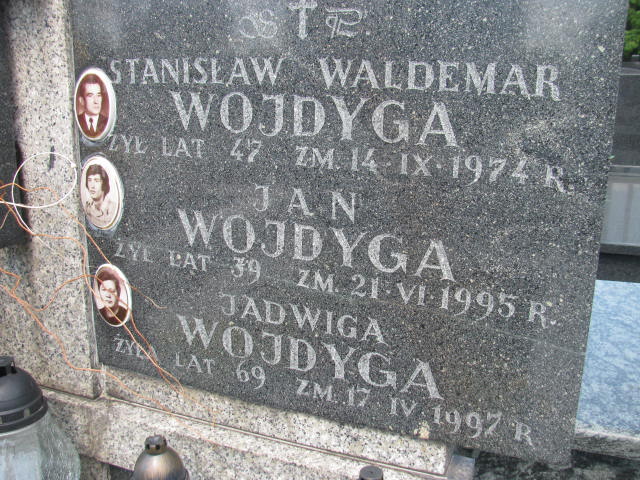 Ś P.
STANISŁAW WALDEMAR
WOJDYGA
ŻYŁ LAT 47 ZM. 14-IX-1974 R.
JAN
WOJDYGA
ŻYŁ LAT 39 ZM. 21-VI-1995 R.
JADWIGA
WOJDYGA
ŻYŁA LAT 69 ZM. 17 IV 1997 R